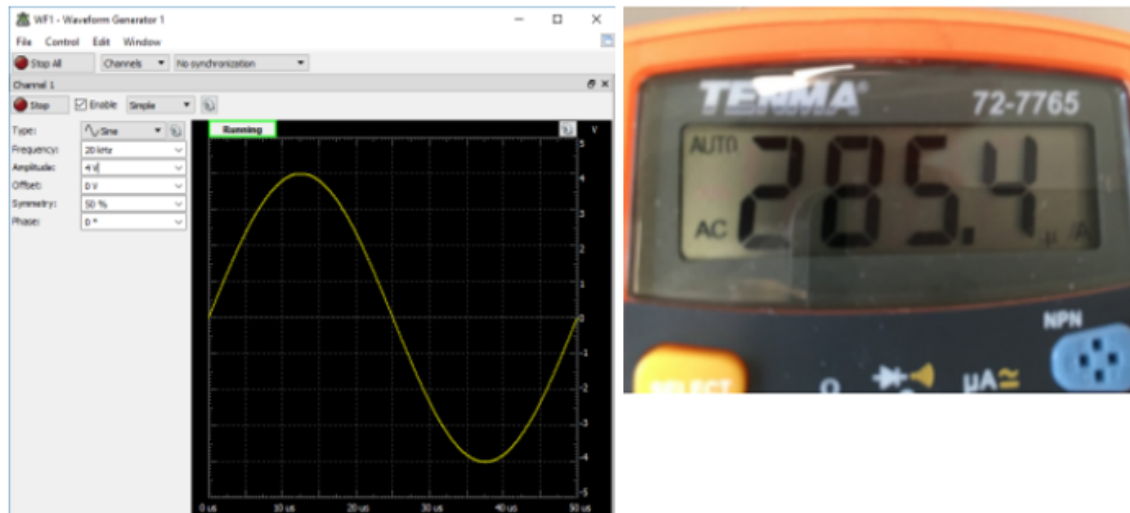 WF1 - Waveform Generator 1
File Control Edit Window
Stop All Channels No synchronization
Channel 1
Stop Enable Simple
Type: Sine
Frequency: 20 kHz
Amplitude: 4 V
Offset: 0 V
Symmetry: 50 %
Phase: 0 °
Running
V
5
4
3
2
1
0
-1
-2
-3
-4
-5
0 us 10 us 20 us 30 us 40 us 50 us
TENMA®
72-7765
AUTO
285.4
AC
µA
NPN
SELECT
Ω
µA